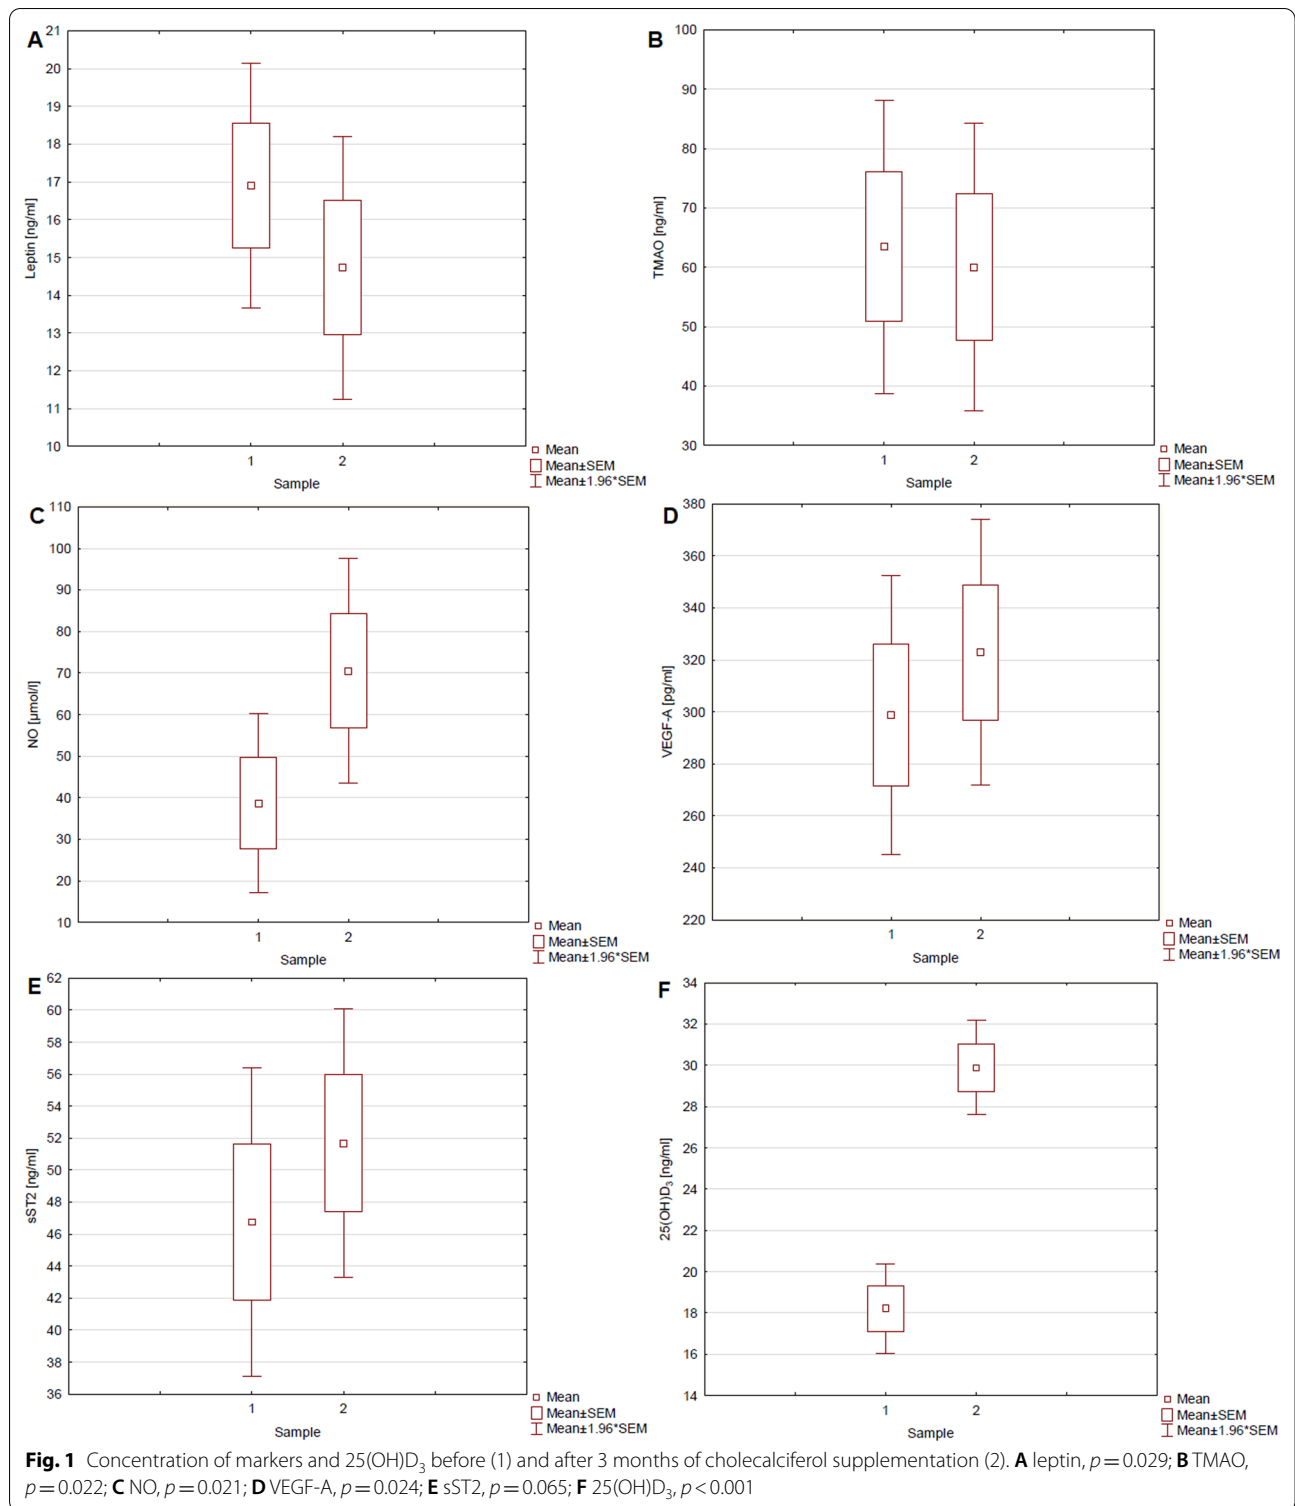 A
21
20
19
18
17
16
15
14
13
12
11
10
Leptin [ng/ml]
1 2
Sample
Mean
Mean±SEM
Mean±1.96*SEM
B
100
90
80
70
60
50
40
30
TMAO [ng/ml]
1 2
Sample
Mean
Mean±SEM
Mean±1.96*SEM
C
110
100
90
80
70
60
50
40
30
20
10
NO [µmol/l]
1 2
Sample
Mean
Mean±SEM
Mean±1.96*SEM
D
380
360
340
320
300
280
260
240
220
VEGF-A [pg/ml]
1 2
Sample
Mean
Mean±SEM
Mean±1.96*SEM
E
62
60
58
56
54
52
50
48
46
44
42
40
38
36
sST2 [ng/ml]
1 2
Sample
Mean
Mean±SEM
Mean±1.96*SEM
F
34
32
30
28
26
24
22
20
18
16
14
25(OH)D₃ [ng/ml]
1 2
Sample
Mean
Mean±SEM
Mean±1.96*SEM
Fig. 1 Concentration of markers and 25(OH)D₃ before (1) and after 3 months of cholecalciferol supplementation (2). A leptin, p = 0.029; B TMAO,
p = 0.022; C NO, p = 0.021; D VEGF-A, p = 0.024; E sST2, p = 0.065; F 25(OH)D₃, p < 0.001